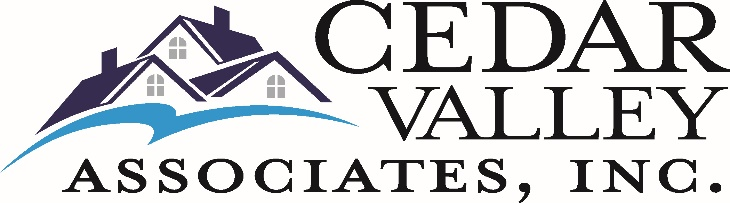 CEDAR
VALLEY
ASSOCIATES, INC.